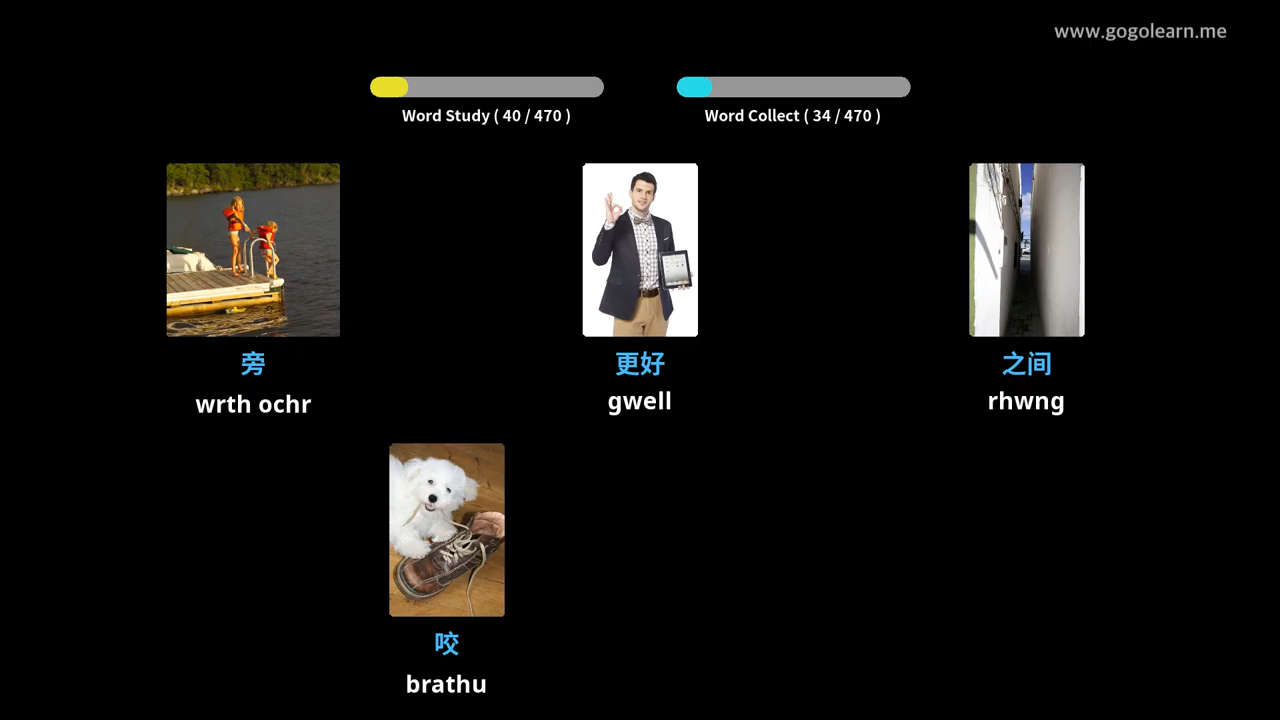 www.gogolearn.me
Word Study ( 40 / 470 )
Word Collect ( 34 / 470 )
旁
更好
之间
wrth ochr
gwell
rhwng
咬
brathu